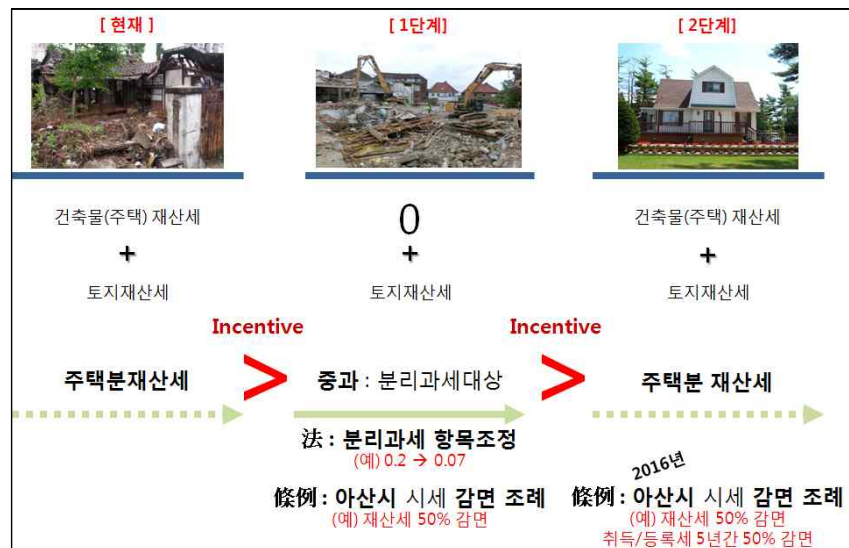 [ 현재 ]
[ 1단계]
[ 2단계]
건축물(주택) 재산세
+
토지재산세
0
+
토지재산세
건축물(주택) 재산세
+
토지재산세
Incentive
Incentive
주택분재산세
>
중과 : 분리과세대상
>
주택분 재산세
法 : 분리과세 항목조정
(예) 0.2 → 0.07
條例 : 아산시 시세 감면 조례
(예) 재산세 50% 감면
2016년
條例 : 아산시 시세 감면 조례
(예) 재산세 50% 감면
취득/등록세 5년간 50% 감면